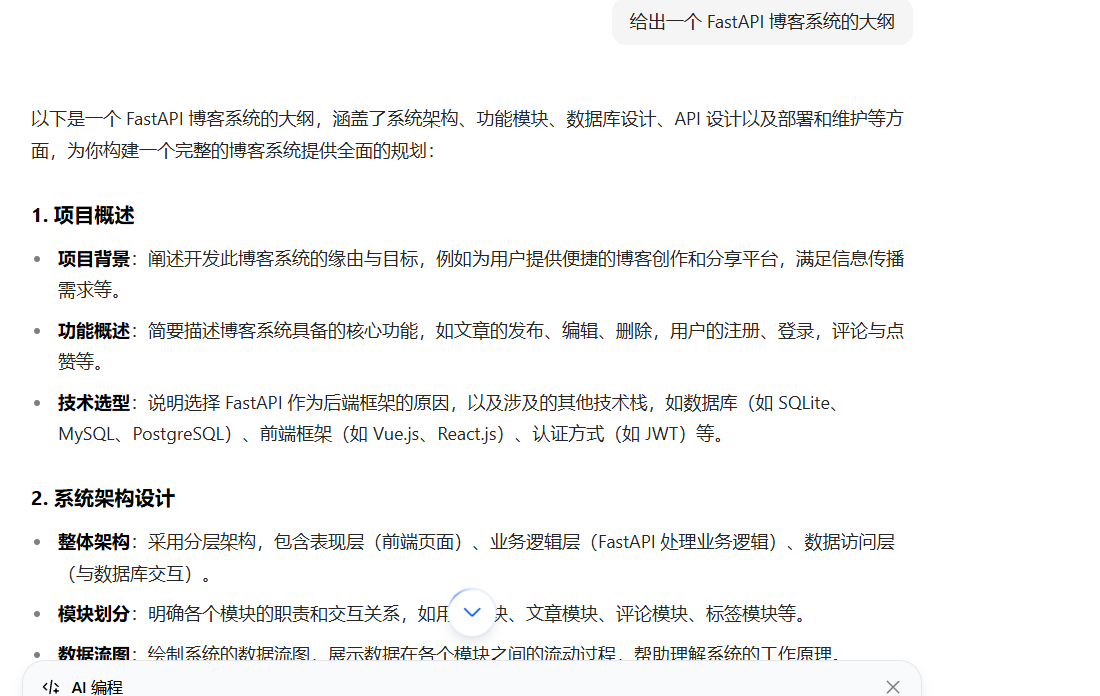 给出一个 FastAPI 博客系统的大纲
以下是一个 FastAPI 博客系统的大纲，涵盖了系统架构、功能模块、数据库设计、API 设计以及部署和维护等方
面，为你构建一个完整的博客系统提供全面的规划：
1. 项目概述
• 项目背景：阐述开发此博客系统的缘由与目标，例如为用户提供便捷的博客创作和分享平台，满足信息传播
需求等。
• 功能概述：简要描述博客系统具备的核心功能，如文章的发布、编辑、删除，用户的注册、登录，评论与点
赞等。
• 技术选型：说明选择 FastAPI 作为后端框架的原因，以及涉及的其他技术栈，如数据库（如 SQLite、
MySQL、PostgreSQL）、前端框架（如 Vue.js、React.js）、认证方式（如 JWT）等。
2. 系统架构设计
• 整体架构：采用分层架构，包含表现层（前端页面）、业务逻辑层（FastAPI 处理业务逻辑）、数据访问层
（与数据库交互）。
• 模块划分：明确各个模块的职责和交互关系，如用块、文章模块、评论模块、标签模块等。
• 数据流图：绘制系统的数据流图，展示数据在各个模块之间的流动过程，帮助理解系统的工作原理。
AI 编程